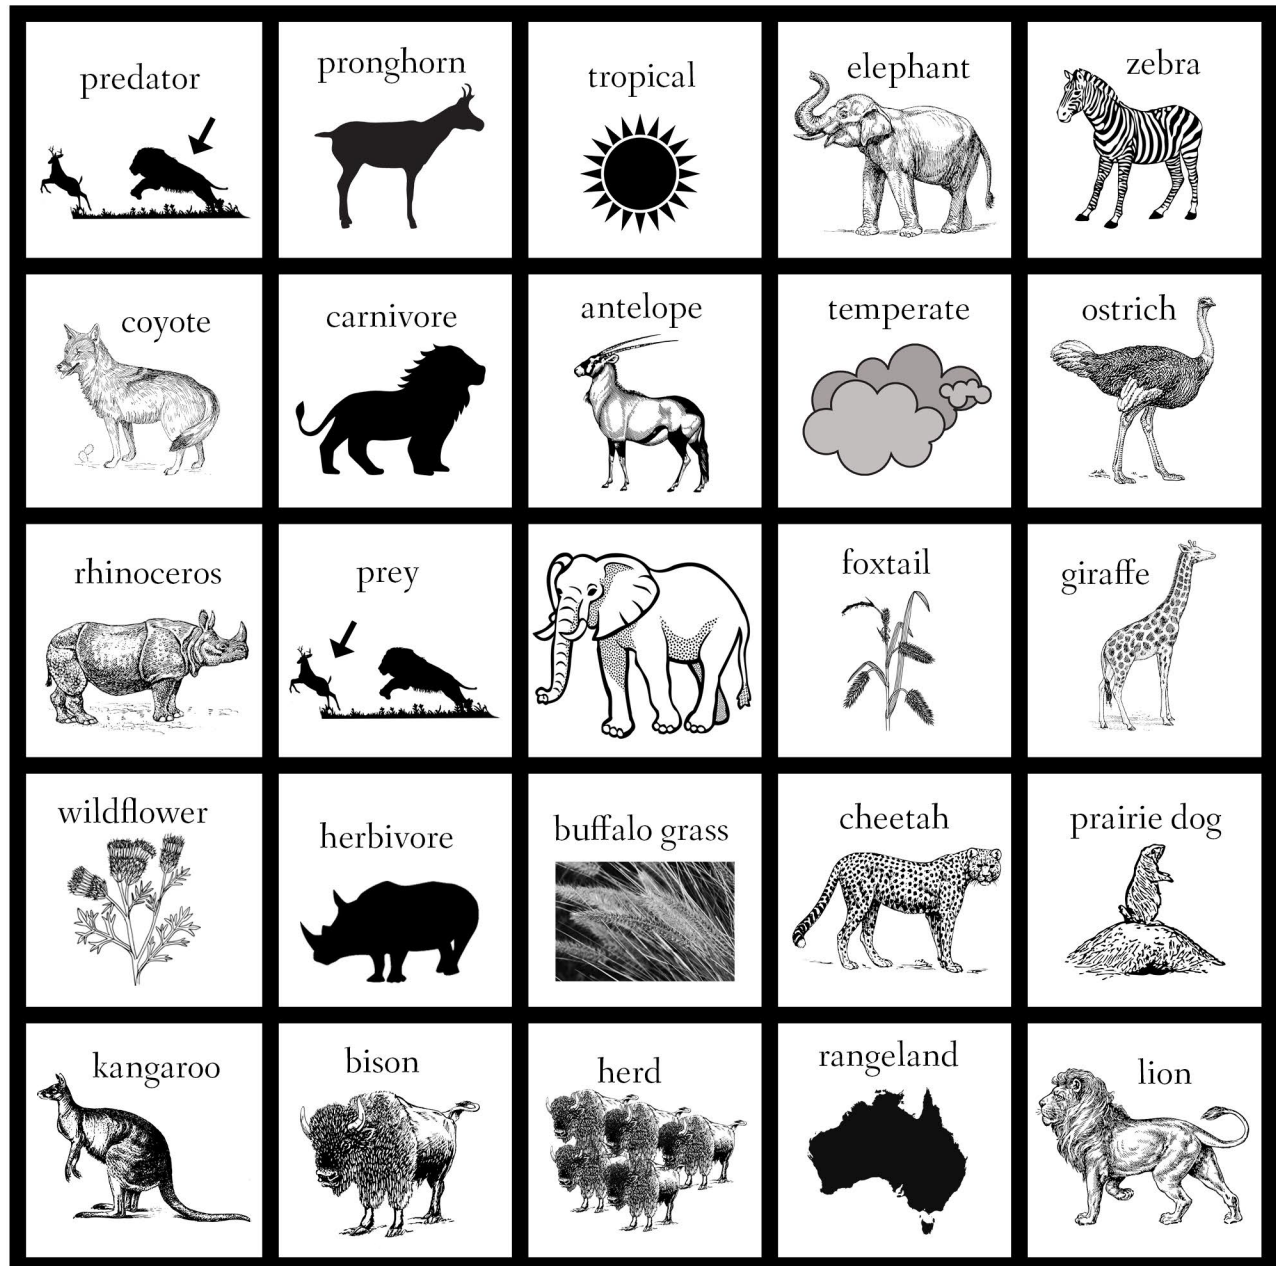 predator
pronghorn
tropical
elephant
zebra
coyote
carnivore
antelope
temperate
ostrich
rhinoceros
prey
foxtail
giraffe
wildflower
herbivore
buffalo grass
cheetah
prairie dog
kangaroo
bison
herd
rangeland
lion